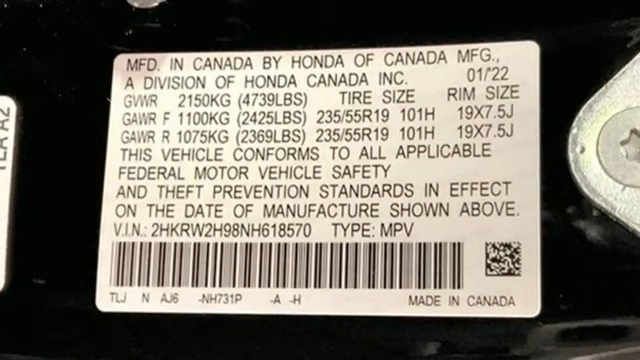 MFD. IN CANADA BY HONDA OF CANADA MFG.,
A DIVISION OF HONDA CANADA INC. 01/'22
GVWR 2150KG (4739LBS) TIRE SIZE RIM SIZE
GAWR F 1100KG (2425LBS) 235/55R19 101H 19X7.5J
GAWR R 1075KG (2369LBS) 235/55R19 101H 19X7.5J
THIS VEHICLE CONFORMS TO ALL APPLICABLE
FEDERAL MOTOR VEHICLE SAFETY
AND THEFT PREVENTION STANDARDS IN EFFECT
ON THE DATE OF MANUFACTURE SHOWN ABOVE.
V.I.N.: 2HKRW2H98NH618570 TYPE: MPV
TLJ N AJ6 -NH731P -A -H MADE IN CANADA
TLA A2